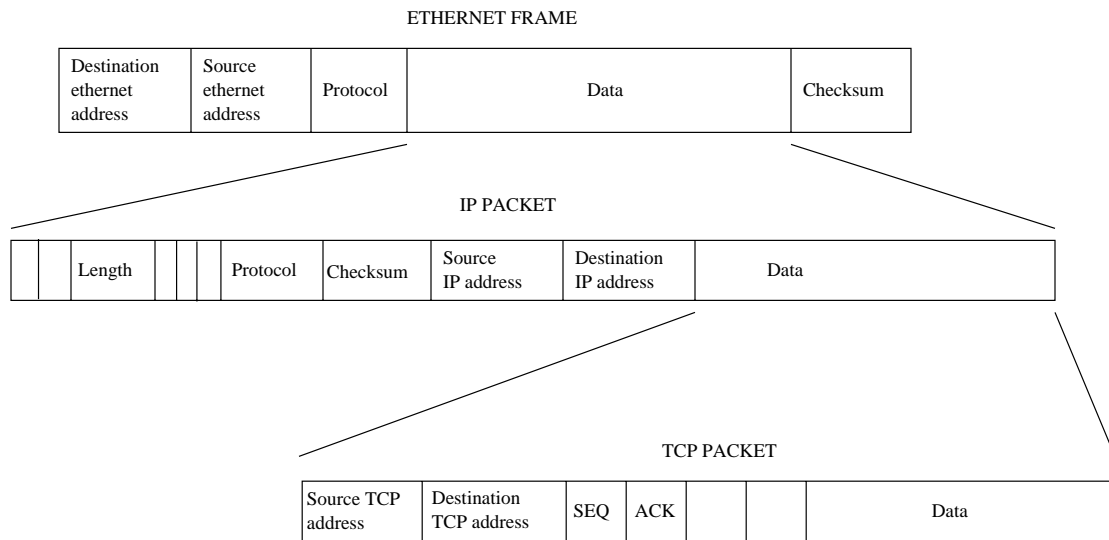 ETHERNET FRAME
Destination
ethernet
address
Source
ethernet
address
Protocol
Data
Checksum
IP PACKET
Length
Protocol
Checksum
Source
IP address
Destination
IP address
Data
TCP PACKET
Source TCP
address
Destination
TCP address
SEQ
ACK
Data